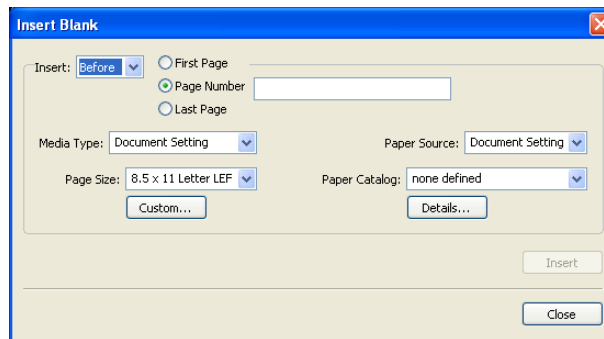 Insert Blank
Insert: Before
First Page
Page Number
Last Page
Media Type: Document Setting
Paper Source: Document Setting
Page Size: 8.5 x 11 Letter LEF
Paper Catalog: none defined
Custom...
Details...
Insert
Close